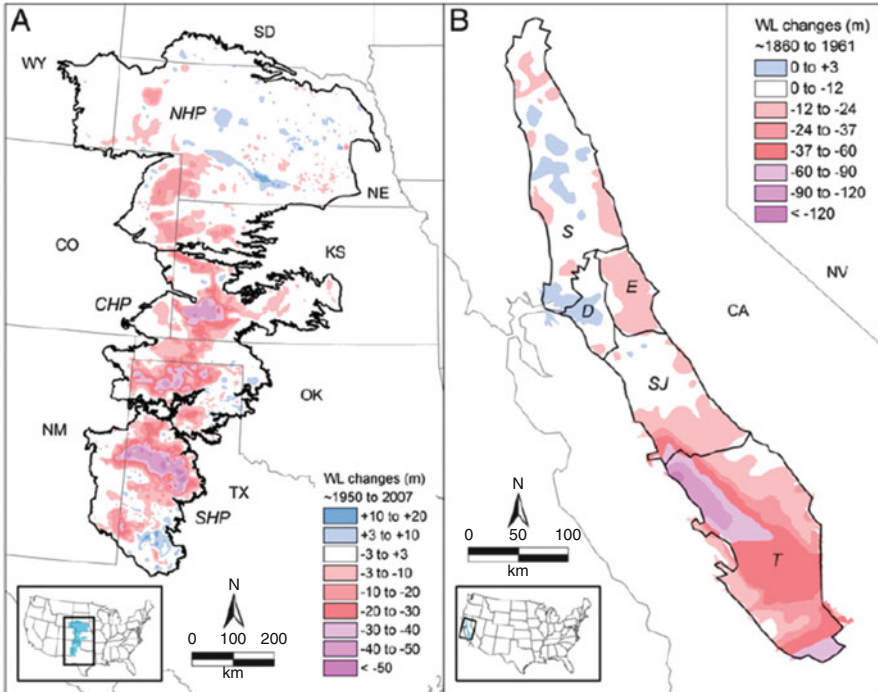 A
SD
WY
NHP
NE
CO
KS
CHP
OK
NM
TX
SHP
WL changes (m)
~1950 to 2007
+10 to +20
+3 to +10
-3 to +3
-3 to -10
-10 to -20
-20 to -30
-30 to -40
-40 to -50
< -50
N
0 100 200
km
B
WL changes (m)
~1860 to 1961
0 to +3
0 to -12
-12 to -24
-24 to -37
-37 to -60
-60 to -90
-90 to -120
< -120
S
NV
E
CA
D
SJ
T
N
0 50 100
km